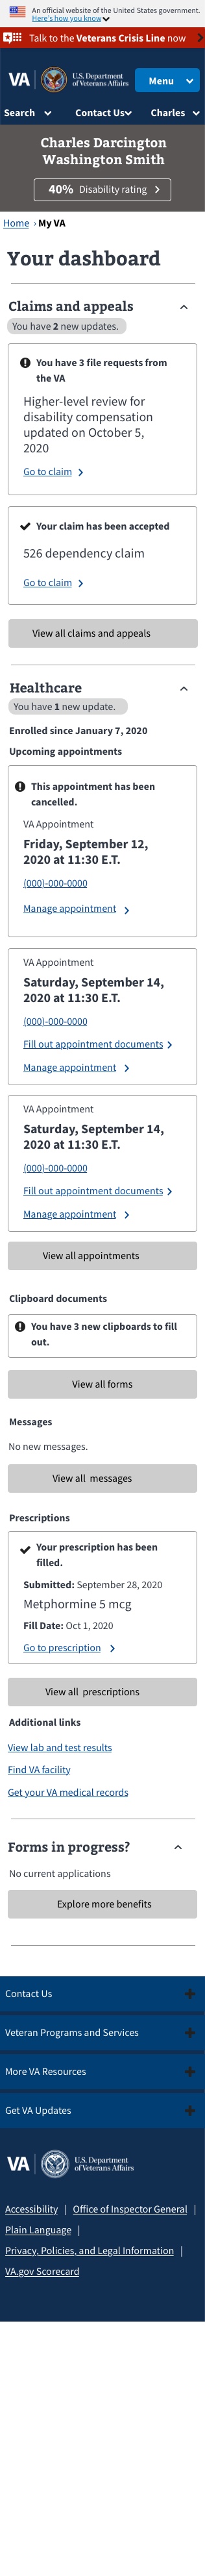 An official website of the United States government.
Here's how you know
Talk to the Veterans Crisis Line now
VA
U.S. Department
of Veterans Affairs
Menu
Search
Contact Us
Charles
Charles Darcington
Washington Smith
40% Disability rating
Home › My VA
Your dashboard
Claims and appeals
You have 2 new updates.
You have 3 file requests from
the VA
Higher-level review for
disability compensation
updated on October 5,
2020
Go to claim
Your claim has been accepted
526 dependency claim
Go to claim
View all claims and appeals
Healthcare
You have 1 new update.
Enrolled since January 7, 2020
Upcoming appointments
This appointment has been
cancelled.
VA Appointment
Friday, September 12,
2020 at 11:30 E.T.
(000)-000-0000
Manage appointment
VA Appointment
Saturday, September 14,
2020 at 11:30 E.T.
(000)-000-0000
Fill out appointment documents
Manage appointment
VA Appointment
Saturday, September 14,
2020 at 11:30 E.T.
(000)-000-0000
Fill out appointment documents
Manage appointment
View all appointments
Clipboard documents
You have 3 new clipboards to fill
out.
View all forms
Messages
No new messages.
View all messages
Prescriptions
Your prescription has been
filled.
Submitted: September 28, 2020
Metphormine 5 mcg
Fill Date: Oct 1, 2020
Go to prescription
View all prescriptions
Additional links
View lab and test results
Find VA facility
Get your VA medical records
Forms in progress?
No current applications
Explore more benefits
Contact Us
Veteran Programs and Services
More VA Resources
Get VA Updates
VA
U.S. Department
of Veterans Affairs
Accessibility | Office of Inspector General |
Plain Language |
Privacy, Policies, and Legal Information |
VA.gov Scorecard